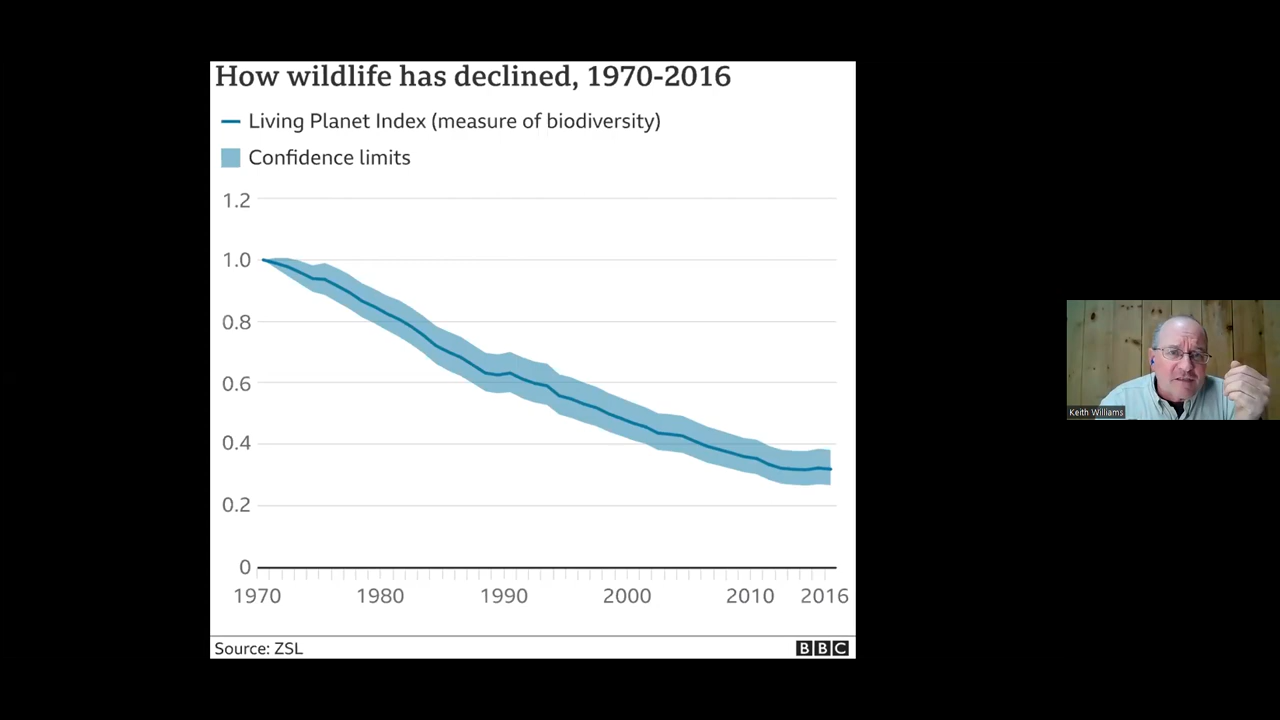 How wildlife has declined, 1970-2016
Living Planet Index (measure of biodiversity)
Confidence limits
1.2
1.0
0.8
0.6
0.4
0.2
0
1970 1980 1990 2000 2010 2016
Source: ZSL BBC
Keith Williams